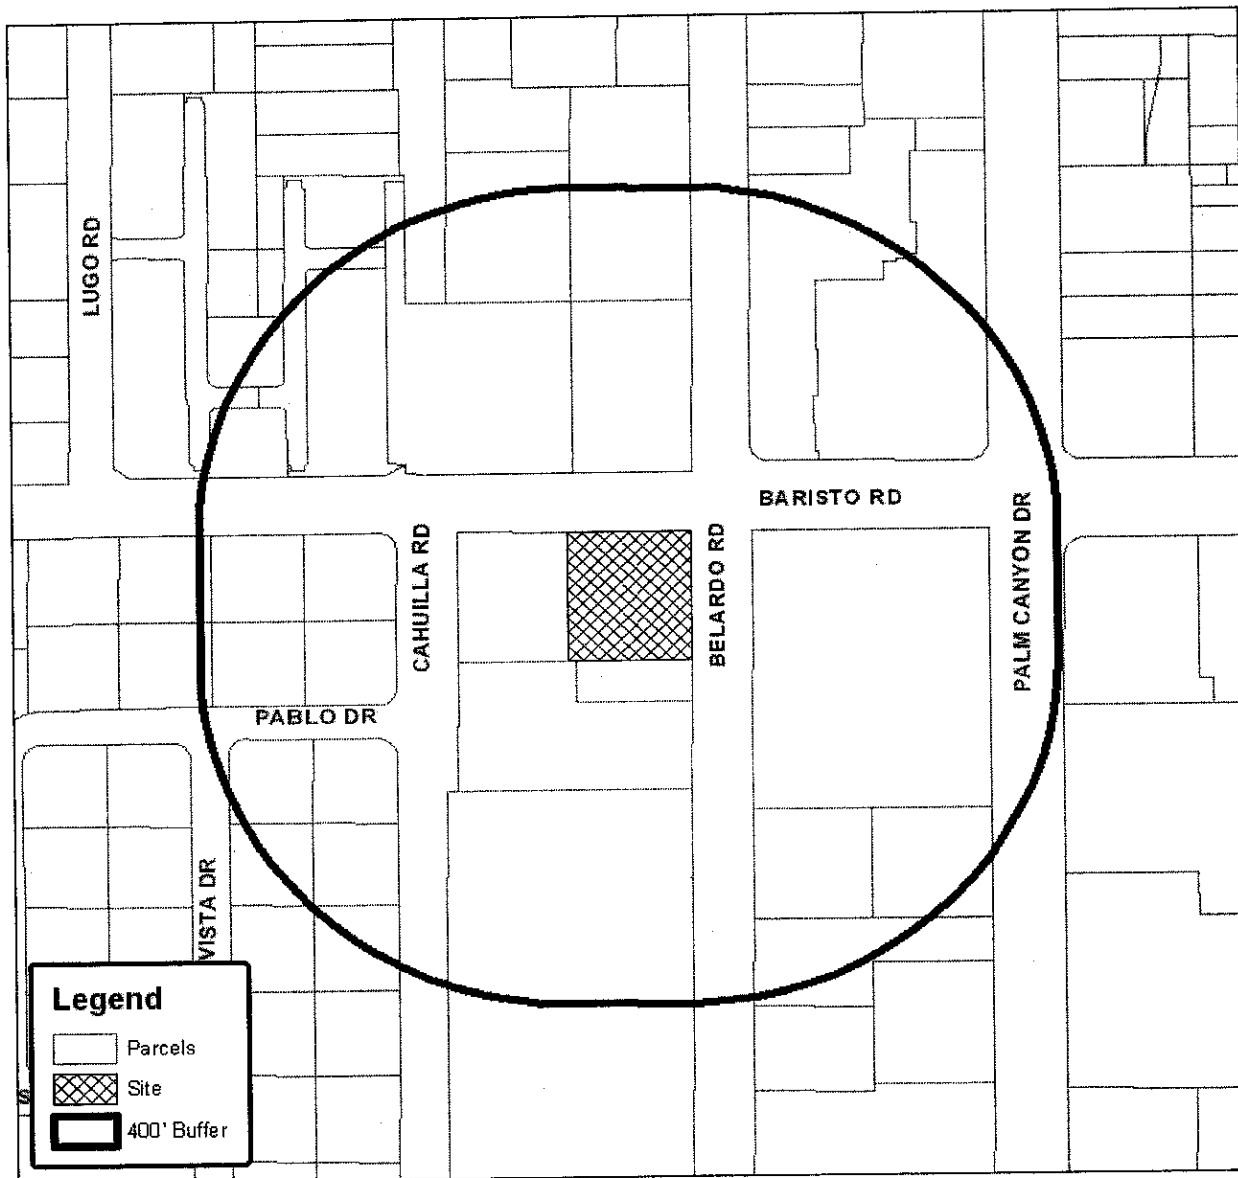 LUGO RD
BARISTO RD
CAHUILLA RD
BELARDO RD
PALM CANYON DR
PABLO DR
VISTA DR
Legend
Parcels
Site
400' Buffer
S